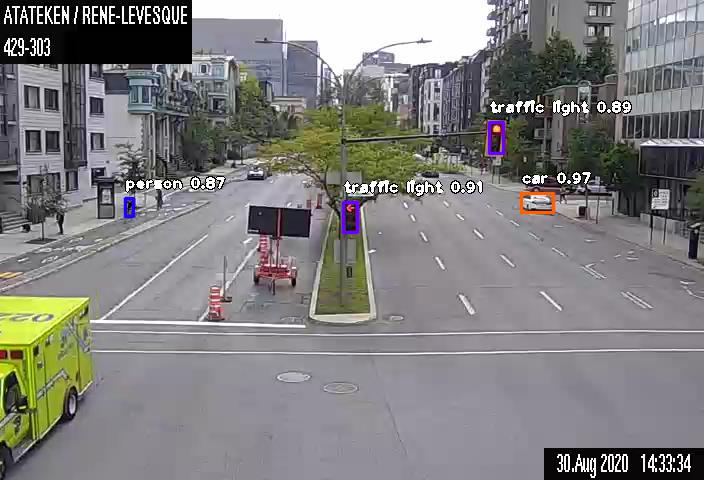 ATATEKEN / RENE-LEVESQUE
429-303
traffic light 0.89
person 0.87
traffic light 0.91
car 0.97
30.Aug 2020 14:33:34